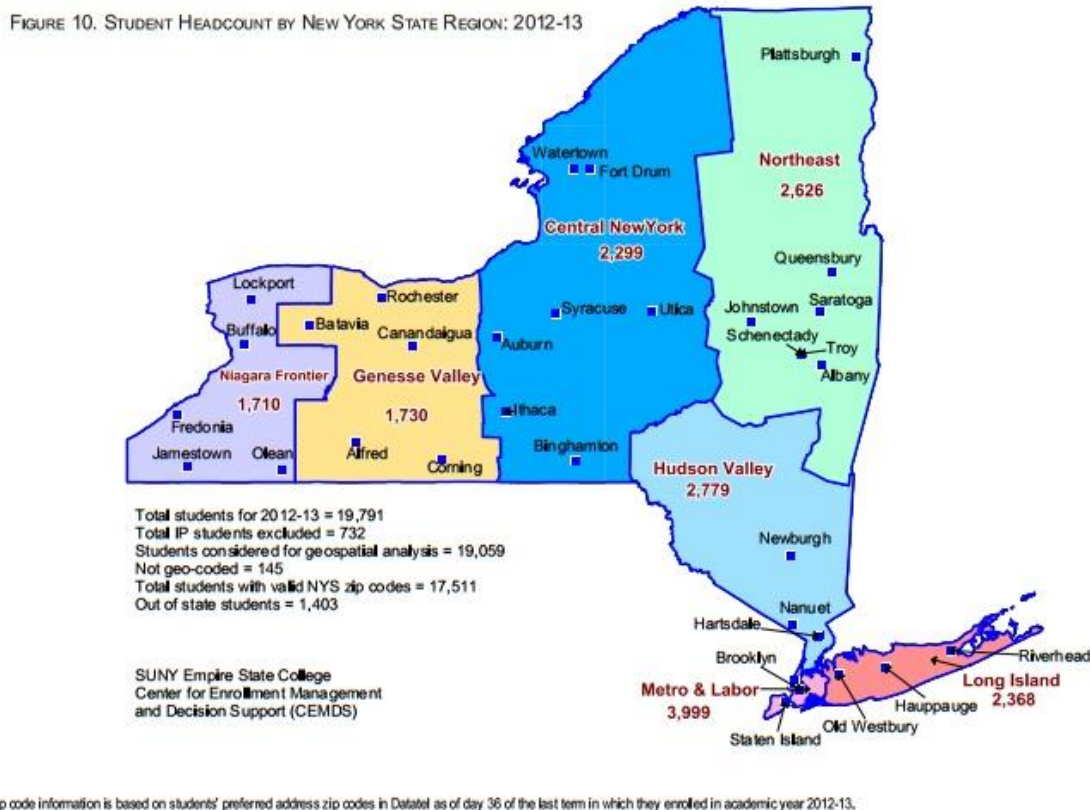 FIGURE 10. STUDENT HEADCOUNT BY NEW YORK STATE REGION: 2012-13
Plattsburgh
Watertown
Fort Drum
Northeast
2,626
Central NewYork
2,299
Queensbury
Lockport
Rochester
Johnstown
Saratoga
Buffalo
Batavia
Canandaigua
Syracuse
Utica
Schenectady
Troy
Auburn
Albany
Niagara Frontier
1,710
Genesse Valley
1,730
Ithaca
Fredonia
Jamestown
Olean
Alfred
Corning
Binghamton
Hudson Valley
2,779
Total students for 2012-13 = 19,791
Total IP students excluded = 732
Students considered for geospatial analysis = 19,059
Not geo-coded = 145
Total students with valid NYS zip codes = 17,511
Out of state students = 1,403
Newburgh
Nanuet
Hartsdale
Brooklyn
Riverhead
SUNY Empire State College
Center for Enrollment Management
and Decision Support (CEMDS)
Metro & Labor
3,999
Long Island
2,368
Hauppauge
Old Westbury
Staten Island
p code information is based on students' preferred address zip codes in Datatel as of day 36 of the last term in which they enrolled in academic year 2012-13.